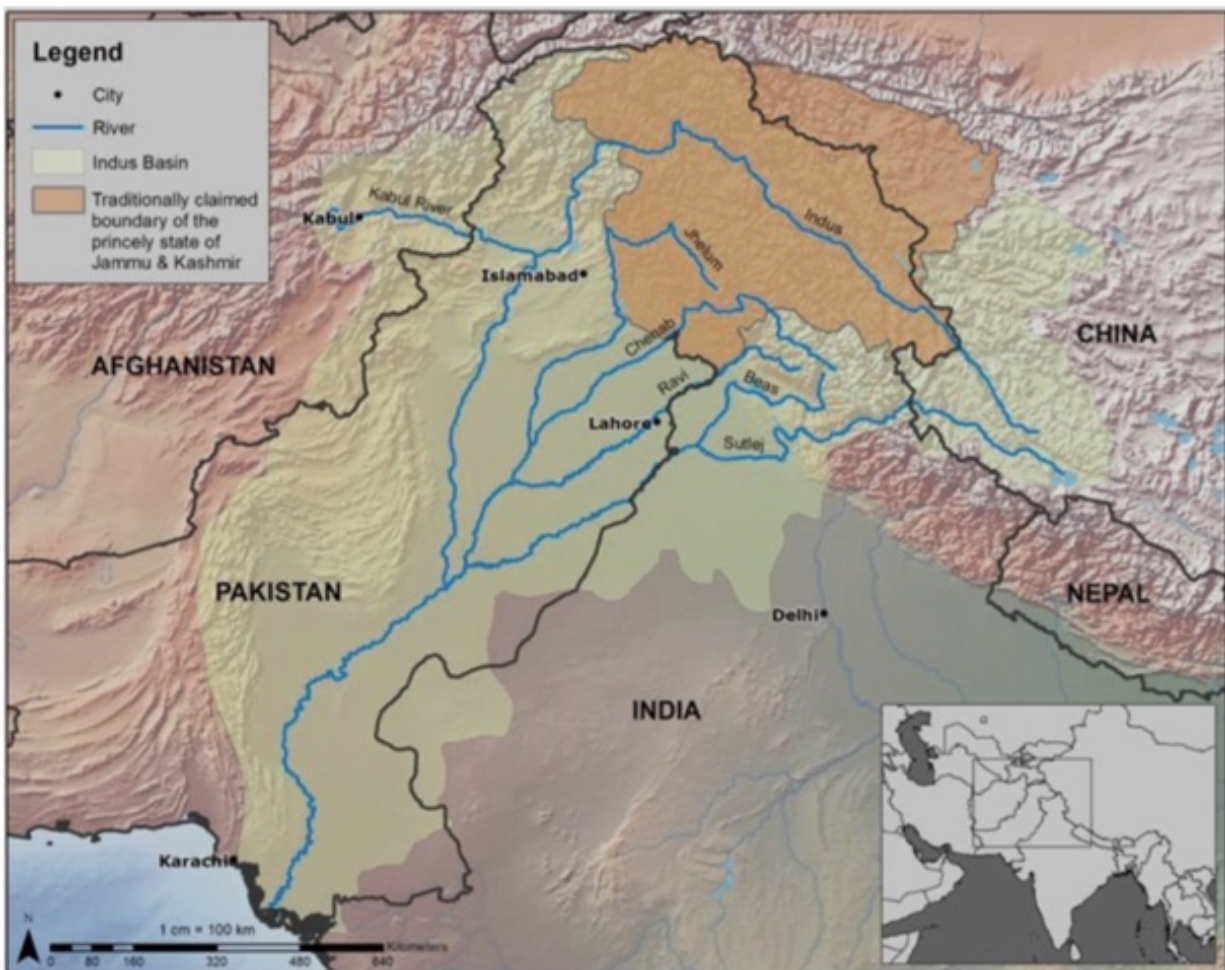 Legend
City
River
Indus Basin
Traditionally claimed
boundary of the
princely state of
Jammu & Kashmir
Kabul River
Kabul
Indus
Jhelum
Islamabad
CHINA
Chenab
AFGHANISTAN
Ravi
Beas
Lahore
Sutlej
PAKISTAN
NEPAL
Delhi
INDIA
Karachi
N
1 cm = 100 km
Kilometers
0 80 160 320 480 640